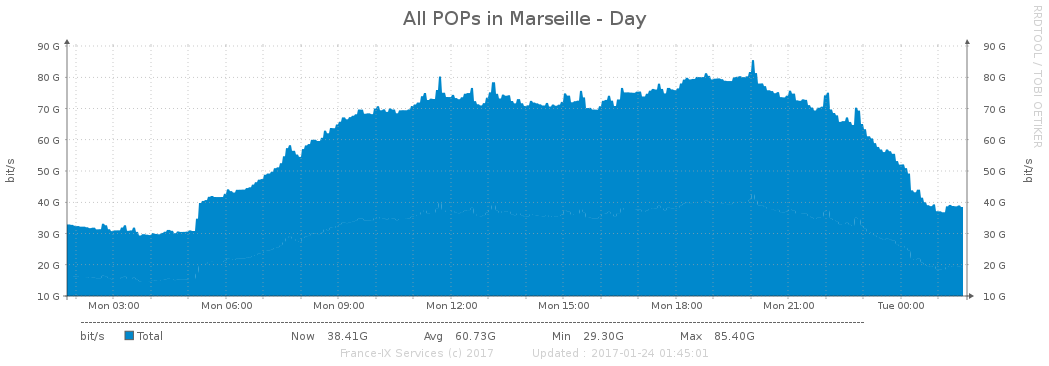 All POPs in Marseille - Day
RRDTOOL / TOBI OETIKER
bit/s
90 G
80 G
70 G
60 G
50 G
40 G
30 G
20 G
10 G
90 G
80 G
70 G
60 G
50 G
40 G
30 G
20 G
10 G
bit/s
Mon 03:00 Mon 06:00 Mon 09:00 Mon 12:00 Mon 15:00 Mon 18:00 Mon 21:00 Tue 00:00
bit/s Total Now 38.41G Avg 60.73G Min 29.30G Max 85.40G
France-IX Services (c) 2017 Updated : 2017-01-24 01:45:01